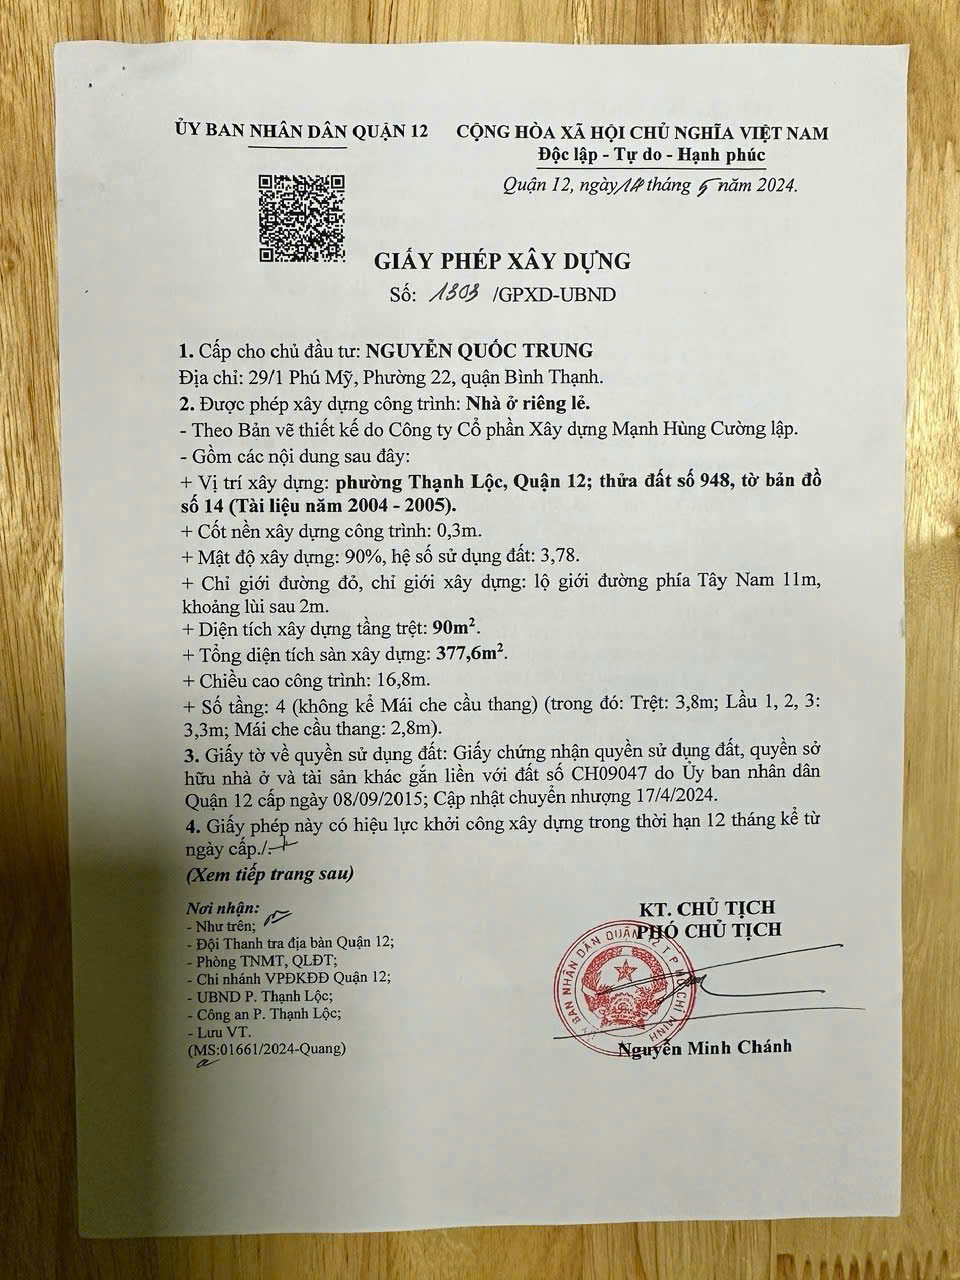 ỦY BAN NHÂN DÂN QUẬN 12
CỘNG HÒA XÃ HỘI CHỦ NGHĨA VIỆT NAM
Độc lập - Tự do - Hạnh phúc
Quận 12, ngày 14 tháng 5 năm 2024.
GIẤY PHÉP XÂY DỰNG
Số: 1303 /GPXD-UBND
1. Cấp cho chủ đầu tư: NGUYỄN QUỐC TRUNG
Địa chỉ: 29/1 Phú Mỹ, Phường 22, quận Bình Thạnh.
2. Được phép xây dựng công trình: Nhà ở riêng lẻ.
- Theo Bản vẽ thiết kế do Công ty Cổ phần Xây dựng Mạnh Hùng Cường lập.
- Gồm các nội dung sau đây:
+ Vị trí xây dựng: phường Thạnh Lộc, Quận 12; thửa đất số 948, tờ bản đồ
số 14 (Tài liệu năm 2004 - 2005).
+ Cốt nền xây dựng công trình: 0,3m.
+ Mật độ xây dựng: 90%, hệ số sử dụng đất: 3,78.
+ Chỉ giới đường đỏ, chỉ giới xây dựng: lộ giới đường phía Tây Nam 11m,
khoảng lùi sau 2m.
+ Diện tích xây dựng tầng trệt: 90m².
+ Tổng diện tích sàn xây dựng: 377,6m².
+ Chiều cao công trình: 16,8m.
+ Số tầng: 4 (không kể Mái che cầu thang) (trong đó: Trệt: 3,8m; Lầu 1, 2, 3:
3,3m; Mái che cầu thang: 2,8m).
3. Giấy tờ về quyền sử dụng đất: Giấy chứng nhận quyền sử dụng đất, quyền sở
hữu nhà ở và tài sản khác gắn liền với đất số CH09047 do Ủy ban nhân dân
Quận 12 cấp ngày 08/09/2015; Cập nhật chuyển nhượng 17/4/2024.
4. Giấy phép này có hiệu lực khởi công xây dựng trong thời hạn 12 tháng kể từ
ngày cấp./.
(Xem tiếp trang sau)
Nơi nhận:
- Như trên;
- Đội Thanh tra địa bàn Quận 12;
- Phòng TNMT, QLĐT;
- Chi nhánh VPĐKĐĐ Quận 12;
- UBND P. Thạnh Lộc;
- Công an P. Thạnh Lộc;
- Lưu VT.
(MS:01661/2024-Quang)
KT. CHỦ TỊCH
PHÓ CHỦ TỊCH
ỦY BAN NHÂN DÂN QUẬN 12 T.P HỒ CHÍ MINH
Nguyễn Minh Chánh